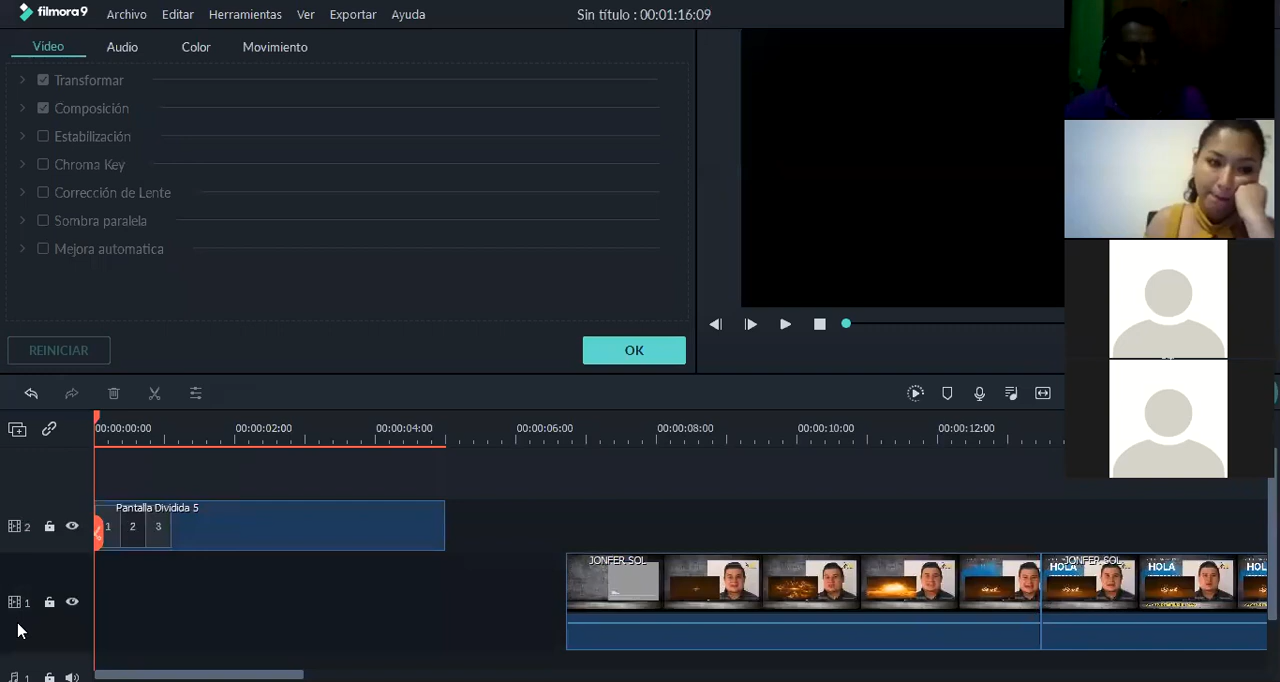 filmora9 Archivo Editar Herramientas Ver Exportar Ayuda Sin título : 00:01:16:09
Video Audio Color Movimiento
Transformar
Composición
Estabilización
Chroma Key
Corrección de Lente
Sombra paralela
Mejora automatica
REINICIAR OK
00:00:00:00 00:00:02:00 00:00:04:00 00:00:06:00 00:00:08:00 00:00:10:00 00:00:12:00
Pantalla Dividida 5
2 1 2 3
JONFER SOL JONFER SOL
HOLA HOLA
1
1